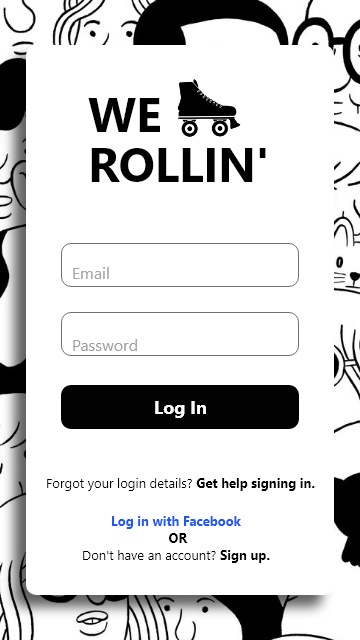 WE
ROLLIN'
Email
Password
Log In
Forgot your login details? Get help signing in.
Log in with Facebook
OR
Don't have an account? Sign up.